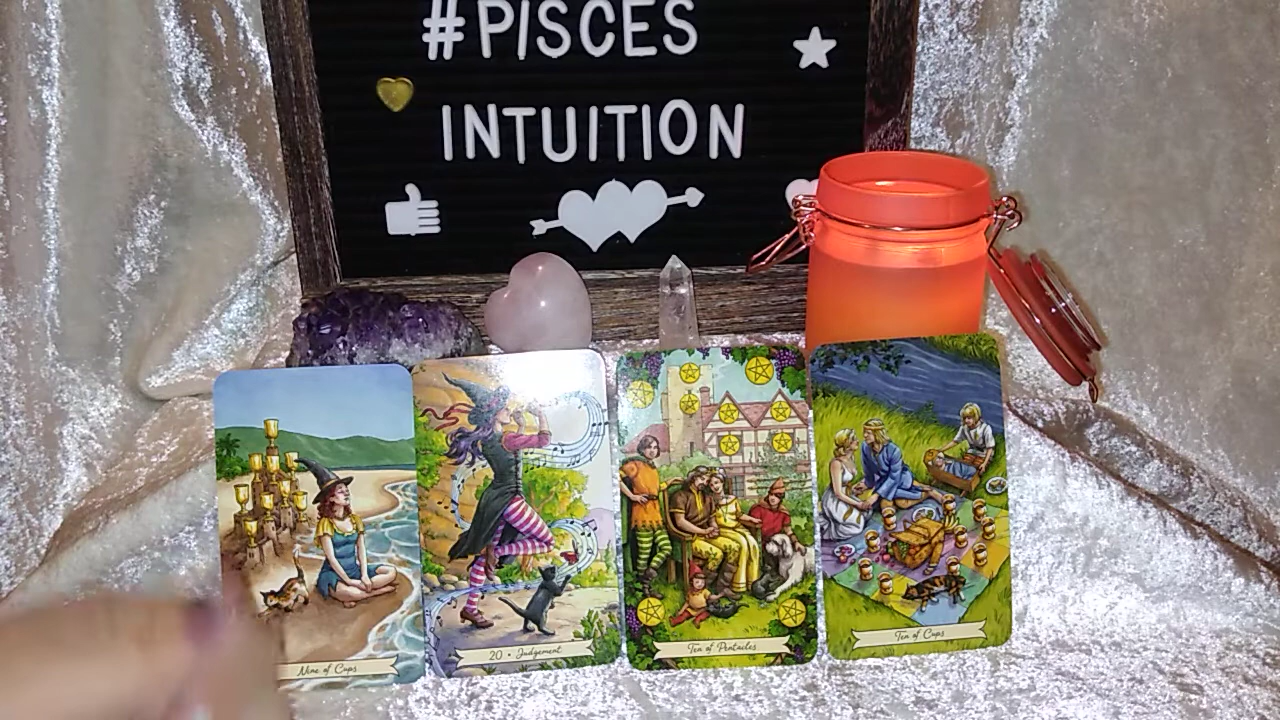 #PISCES
INTUITION
Nine of Cups
20 • Judgement
Ten of Pentacles
Ten of Cups